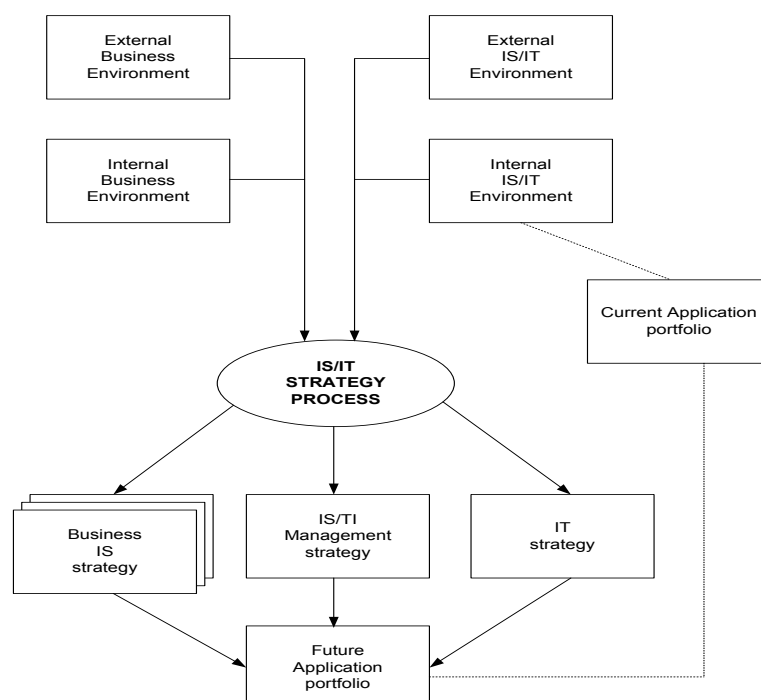 External
Business
Environment
External
IS/IT
Environment
Internal
Business
Environment
Internal
IS/IT
Environment
Current Application
portfolio
IS/IT
STRATEGY
PROCESS
Business
IS
strategy
IS/TI
Management
strategy
IT
strategy
Future
Application
portfolio